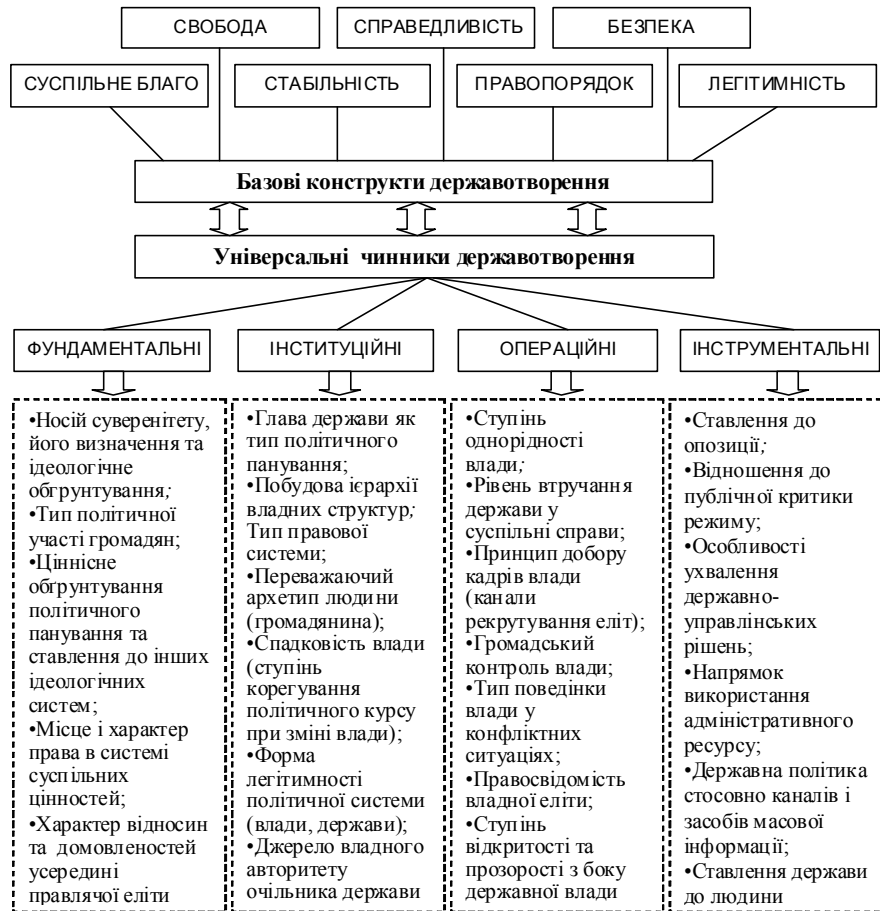 СВОБОДА
СПРАВЕДЛИВІСТЬ
БЕЗПЕКА
СУСПІЛЬНЕ БЛАГО
СТАБІЛЬНІСТЬ
ПРАВОПОРЯДОК
ЛЕГІТИМНІСТЬ
Базові конструкти державотворення
Універсальні чинники державотворення
ФУНДАМЕНТАЛЬНІ
ІНСТИТУЦІЙНІ
ОПЕРАЦІЙНІ
ІНСТРУМЕНТАЛЬНІ
•Носій суверенітету,
його визначення та
ідеологічне
обгрунтування;
•Тип політичної
участі громадян;
•Ціннісне
обґрунтування
політичного
панування та
ставлення до інших
ідеологічних
систем;
•Місце і характер
права в системі
суспільних
цінностей;
•Характер відносин
та домовленостей
усередині
правлячої еліти
•Глава держави як
тип політичного
панування;
•Побудова ієрархії
владних структур;
Тип правової
системи;
•Переважаючий
архетип людини
(громадянина);
•Спадковість влади
(ступінь
корегування
політичного курсу
при зміні влади);
•Форма
легітимності
політичної системи
(влади, держави);
•Джерело владного
авторитету
очільника держави
•Ступінь
однорідності
влади;
•Рівень втручання
держави у
суспільні справи;
•Принцип добору
кадрів влади
(канали
рекрутування еліт);
•Громадський
контроль влади;
•Тип поведінки
влади у
конфліктних
ситуаціях;
•Правосвідомість
владної еліти;
•Ступінь
відкритості та
прозорості з боку
державної влади
•Ставлення до
опозиції;
•Відношення до
публічної критики
режиму;
•Особливості
ухвалення
державно-
управлінських
рішень;
•Напрямок
використання
адміністративного
ресурсу;
•Державна політика
стосовно каналів і
засобів масової
інформації;
•Ставлення держави
до людини